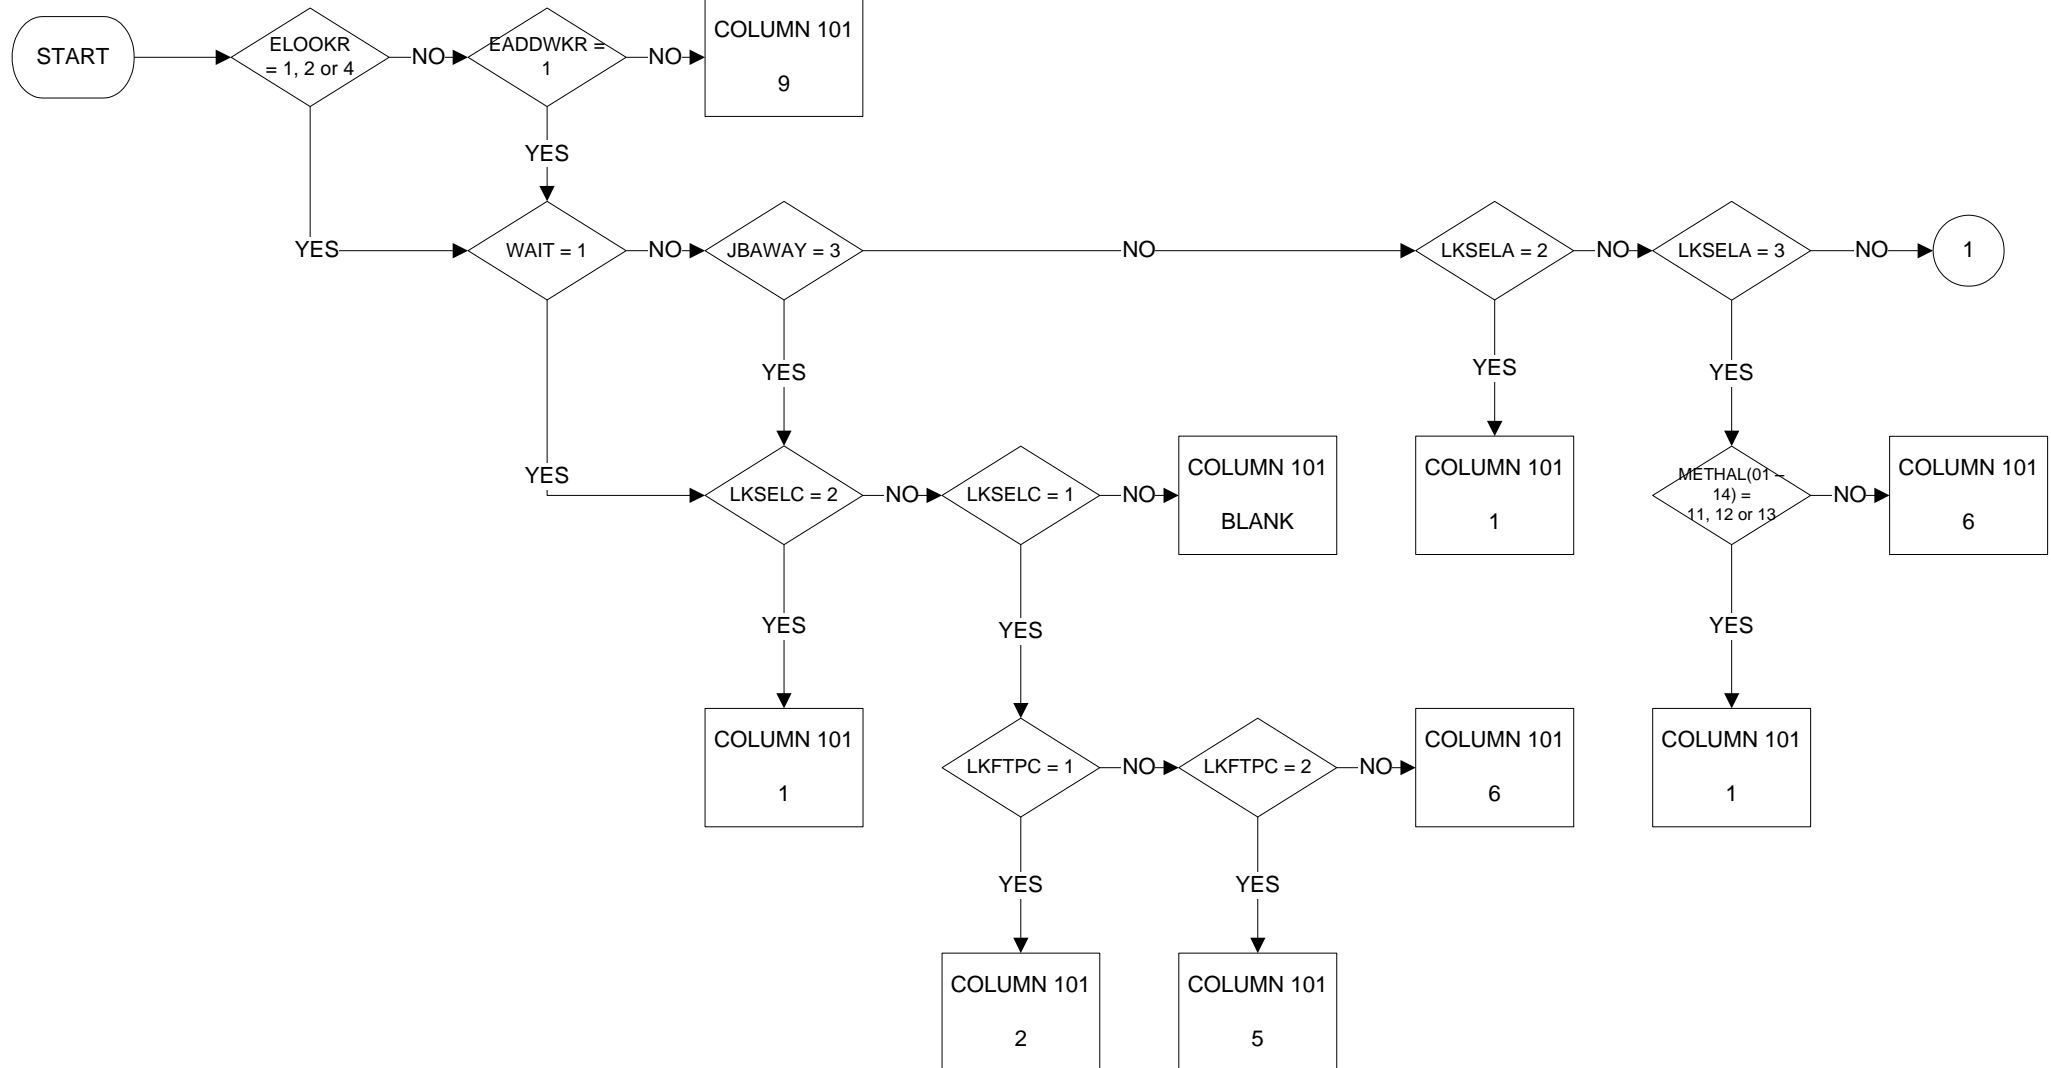 START
ELOOKR
= 1, 2 or 4
NO
EADDWKR =
1
NO
COLUMN 101
9
YES
YES
WAIT = 1
NO
JBAWAY = 3
NO
LKSELA = 2
NO
LKSELA = 3
NO
1
YES
YES
YES
YES
LKSELC = 2
NO
LKSELC = 1
NO
COLUMN 101
BLANK
COLUMN 101
1
METHAL(01 –
14) =
11, 12 or 13
NO
COLUMN 101
6
YES
YES
YES
COLUMN 101
1
LKFTPC = 1
NO
LKFTPC = 2
NO
COLUMN 101
6
COLUMN 101
1
YES
YES
COLUMN 101
2
COLUMN 101
5